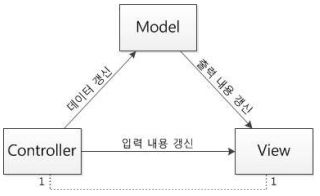 Model
데이터 갱신
출력 내용 갱신
입력 내용 갱신
Controller
View
1
1